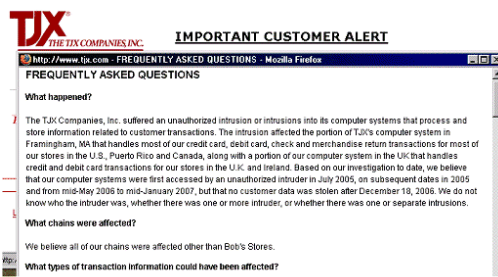 TJX
THE TJX COMPANIES, INC.
IMPORTANT CUSTOMER ALERT
http://www.tjx.com - FREQUENTLY ASKED QUESTIONS - Mozilla Firefox
FREQUENTLY ASKED QUESTIONS
What happened?
The TJX Companies, Inc. suffered an unauthorized intrusion or intrusions into its computer systems that process and
store information related to customer transactions. The intrusion affected the portion of TJX's computer system in
Framingham, MA that handles most of our credit card, debit card, check and merchandise return transactions for most of
our stores in the U.S., Puerto Rico and Canada, along with a portion of our computer system in the UK that handles
credit and debit card transactions for our stores in the U.K. and Ireland. Based on our investigation to date, we believe
that our computer systems were first accessed by an unauthorized intruder in July 2005, on subsequent dates in 2005
and from mid-May 2006 to mid-January 2007, but that no customer data was stolen after December 18, 2006. We do not
know who the intruder was, whether there was one or more intruder, or whether there was one or separate intrusions.
What chains were affected?
We believe all of our chains were affected other than Bob's Stores.
What types of transaction information could have been affected?